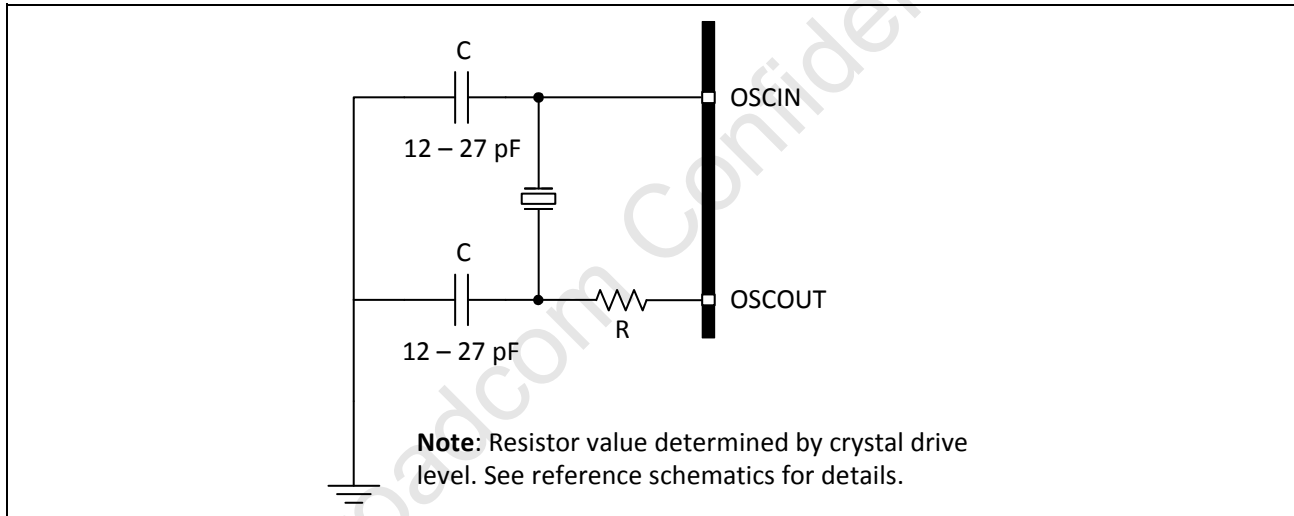 C
OSCIN
12 – 27 pF
C
OSCOUT
R
12 – 27 pF
Note: Resistor value determined by crystal drive
level. See reference schematics for details.